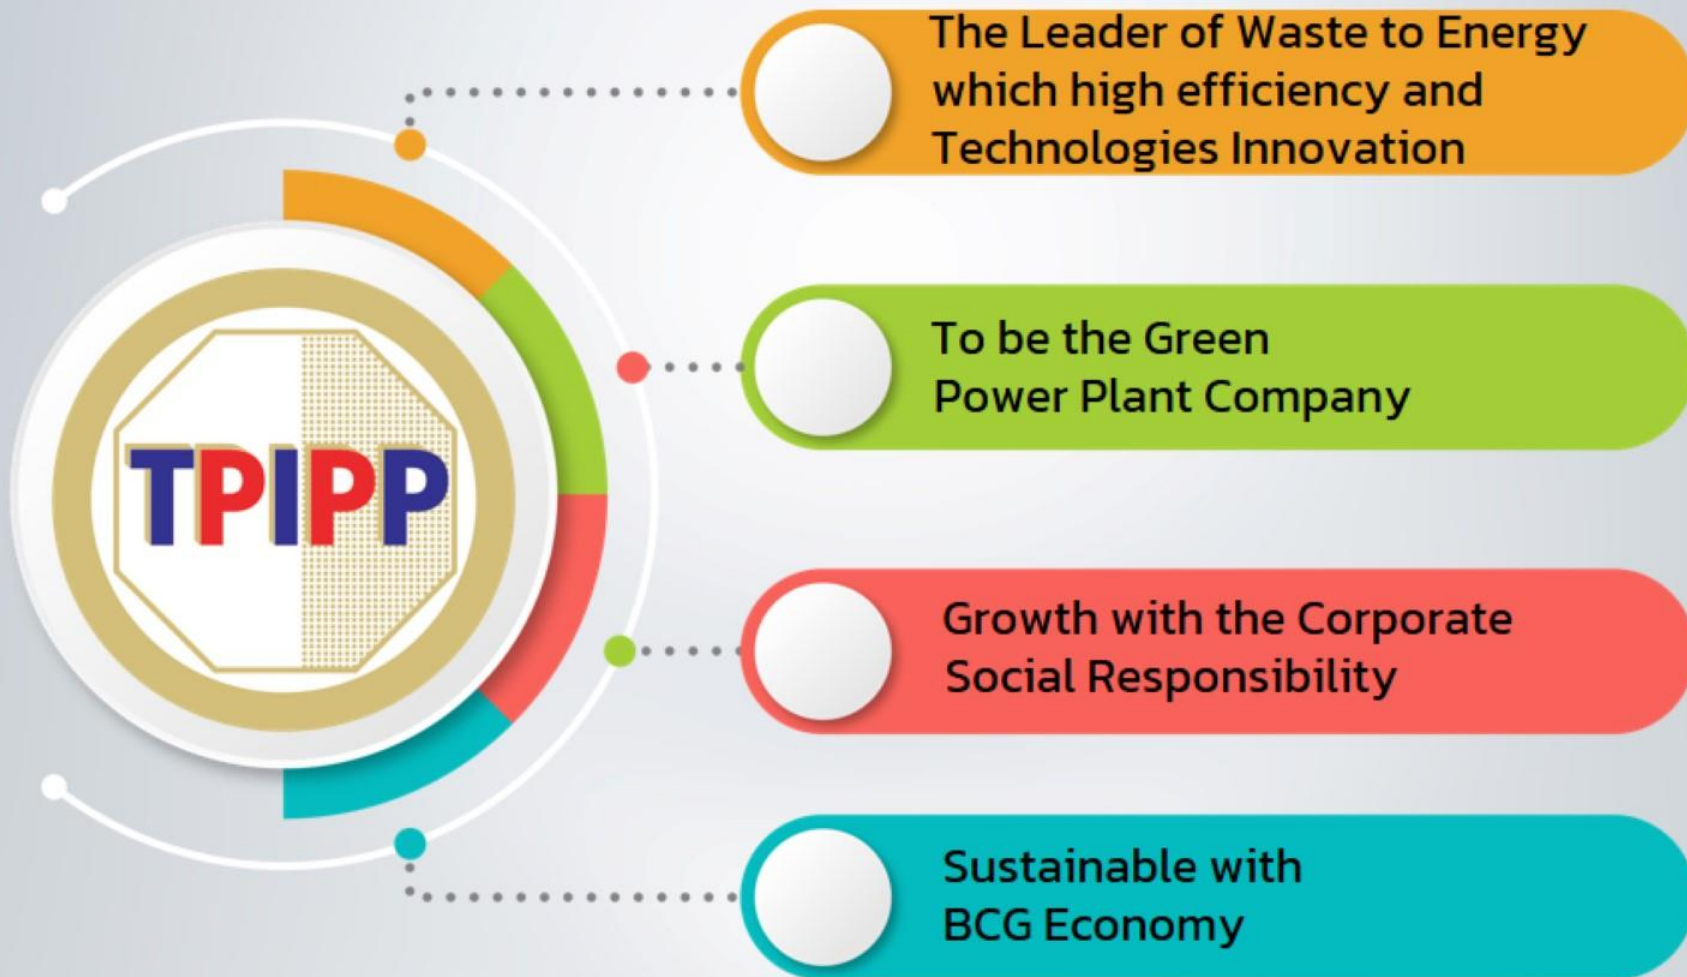 TPIPP
The Leader of Waste to Energy
which high efficiency and
Technologies Innovation
To be the Green
Power Plant Company
Growth with the Corporate
Social Responsibility
Sustainable with
BCG Economy